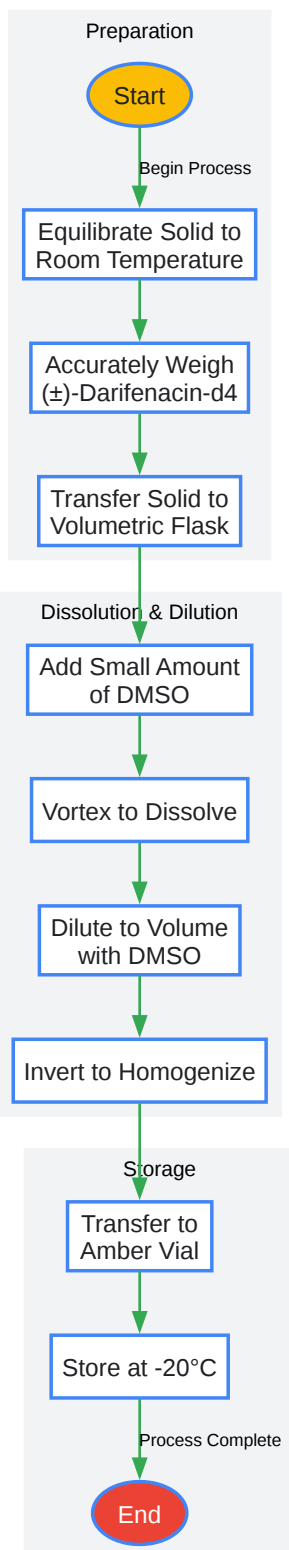 Preparation
Start
Begin Process
Equilibrate Solid to
Room Temperature
Accurately Weigh
(±)-Darifenacin-d4
Transfer Solid to
Volumetric Flask
Dissolution & Dilution
Add Small Amount
of DMSO
Vortex to Dissolve
Dilute to Volume
with DMSO
Invert to Homogenize
Storage
Transfer to
Amber Vial
Store at -20°C
Process Complete
End